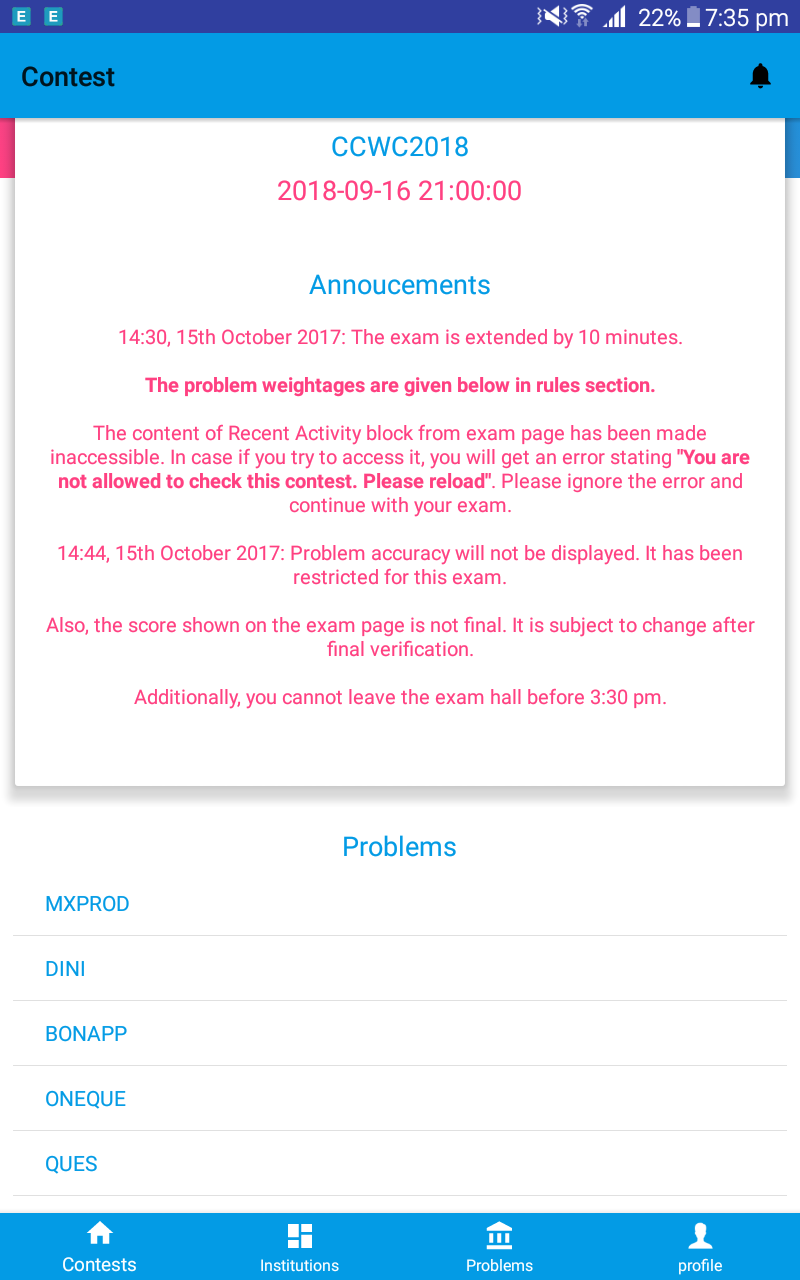 E E 22% 7:35 pm
Contest
CCWC2018
2018-09-16 21:00:00
Annoucements
14:30, 15th October 2017: The exam is extended by 10 minutes.
The problem weightages are given below in rules section.
The content of Recent Activity block from exam page has been made
inaccessible. In case if you try to access it, you will get an error stating "You are
not allowed to check this contest. Please reload". Please ignore the error and
continue with your exam.
14:44, 15th October 2017: Problem accuracy will not be displayed. It has been
restricted for this exam.
Also, the score shown on the exam page is not final. It is subject to change after
final verification.
Additionally, you cannot leave the exam hall before 3:30 pm.
Problems
MXPROD
DINI
BONAPP
ONEQUE
QUES
Contests Institutions Problems profile